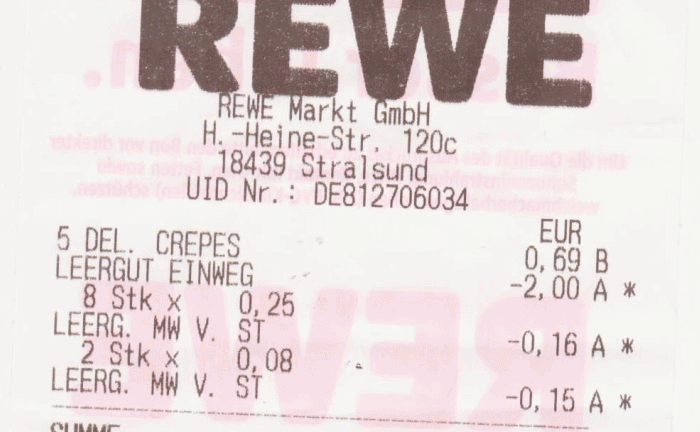 REWE
REWE Markt GmbH
H.-Heine-Str. 120c
18439 Stralsund
UID Nr.: DE812706034
EUR
5 DEL. CREPES 0,69 B
LEERGUT EINWEG -2,00 A *
8 Stk x 0,25
LEERG. MW V. ST -0,16 A *
2 Stk x 0,08
LEERG. MW V. ST -0,15 A *
SUMME